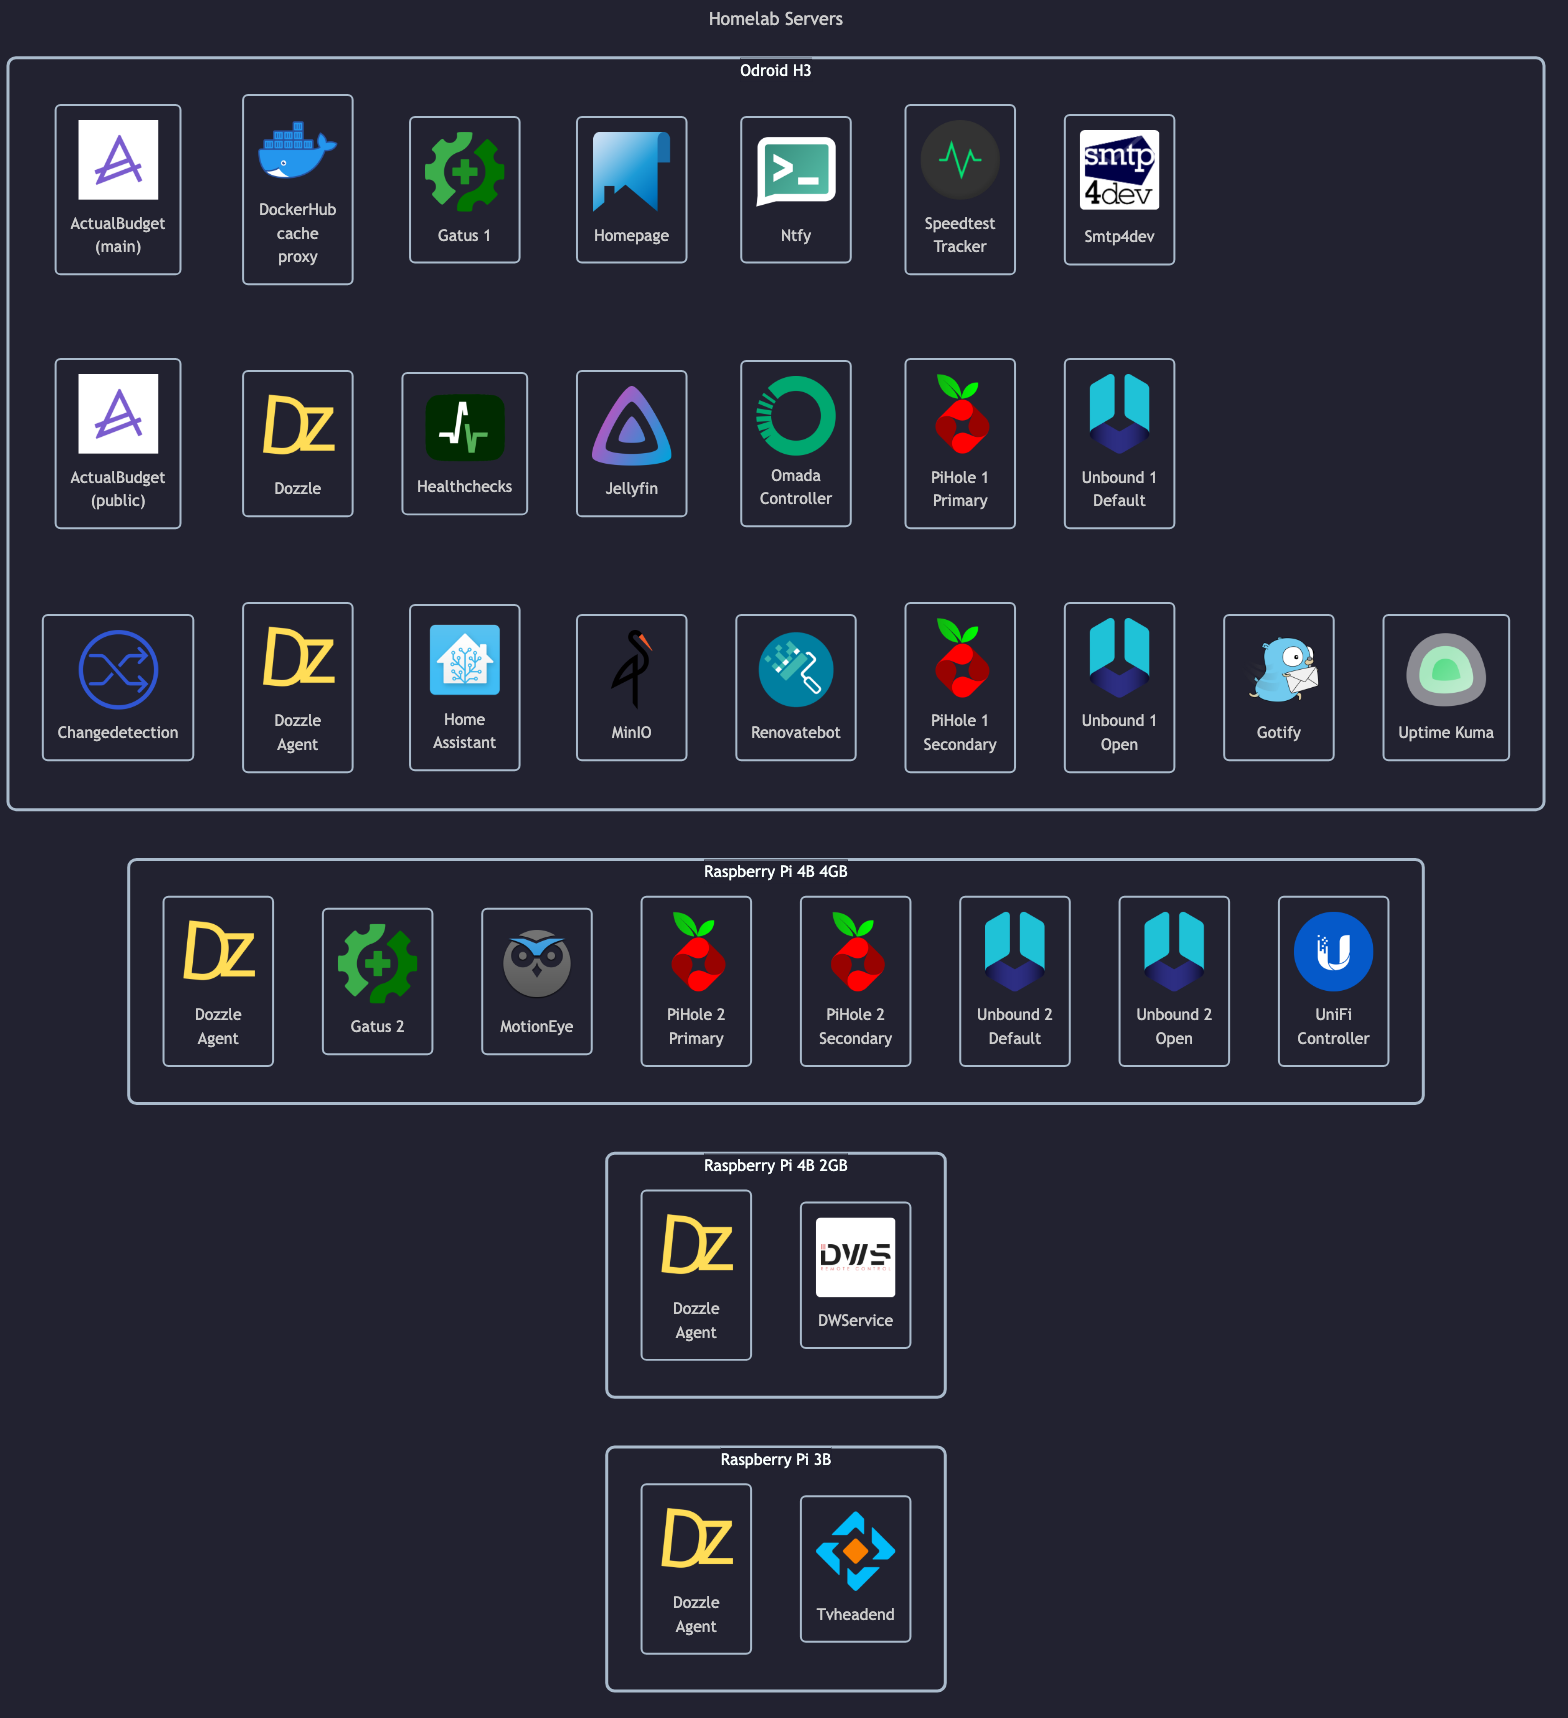 Homelab Servers
Odroid H3
ActualBudget
(main)
DockerHub
cache
proxy
Gatus 1
Homepage
>_
Ntfy
Speedtest
Tracker
smtp
4dev
Smtp4dev
ActualBudget
(public)
Dz
Dozzle
Healthchecks
Jellyfin
Omada
Controller
PiHole 1
Primary
Unbound 1
Default
Changedetection
Dz
Dozzle
Agent
Home
Assistant
MinIO
Renovatebot
PiHole 1
Secondary
Unbound 1
Open
Gotify
Uptime Kuma
Raspberry Pi 4B 4GB
Dz
Dozzle
Agent
Gatus 2
MotionEye
PiHole 2
Primary
PiHole 2
Secondary
Unbound 2
Default
Unbound 2
Open
U
UniFi
Controller
Raspberry Pi 4B 2GB
Dz
Dozzle
Agent
DWS
REMOTE CONTROL
DWService
Raspberry Pi 3B
Dz
Dozzle
Agent
Tvheadend